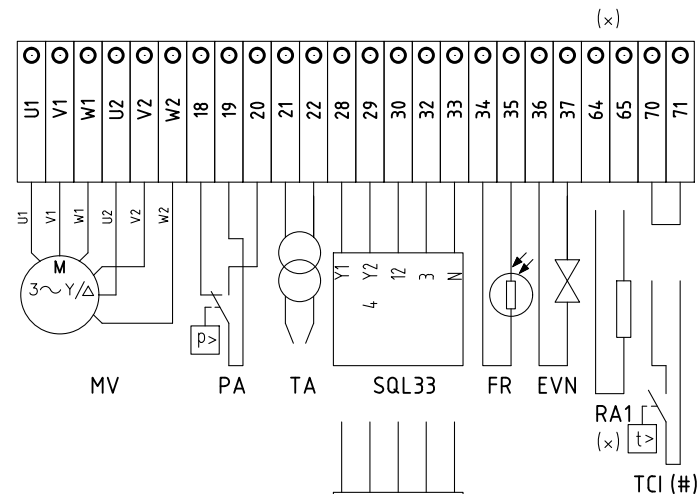 (x)
U1 V1 W1 U2 V2 W2 18 19 20 21 22 28 29 30 32 33 34 35 36 37 64 65 70 71
U1 V1 W1 U2 V2 W2
M
3~ Y/△
p>
Y1 Y2 12 3 N
4
MV PA TA SQL33 FR EVN
RA1
(x)
t>
TCI (#)